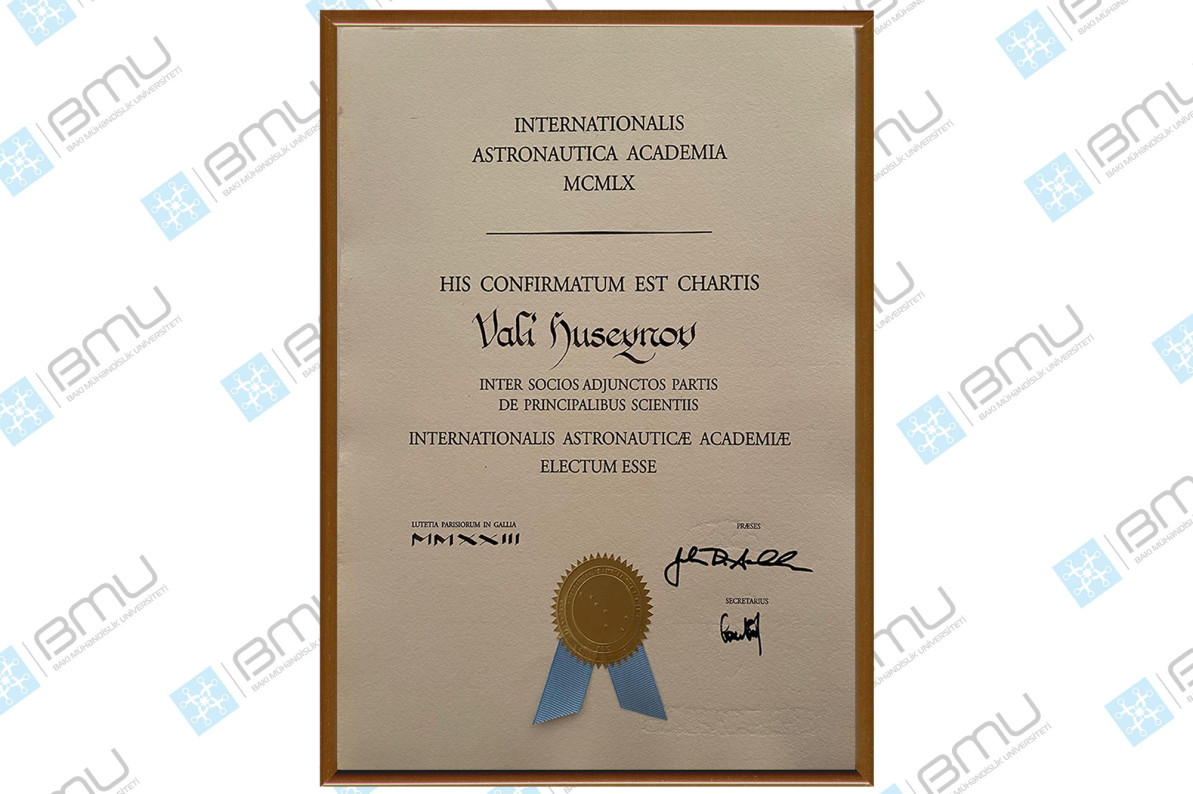 INTERNATIONALIS
ASTRONAUTICA ACADEMIA
MCMLX
HIS CONFIRMATUM EST CHARTIS
Vali Huseynov
INTER SOCIOS ADJUNCTOS PARTIS
DE PRINCIPALIBUS SCIENTIIS
INTERNATIONALIS ASTRONAUTICÆ ACADEMIÆ
ELECTUM ESSE
LUTETIA PARISIORUM IN GALLIA
MMXXIII
PRÆSES
SECRETARIUS
BMU
BAKI MÜHƏNDİSLİK UNİVERSİTETİ